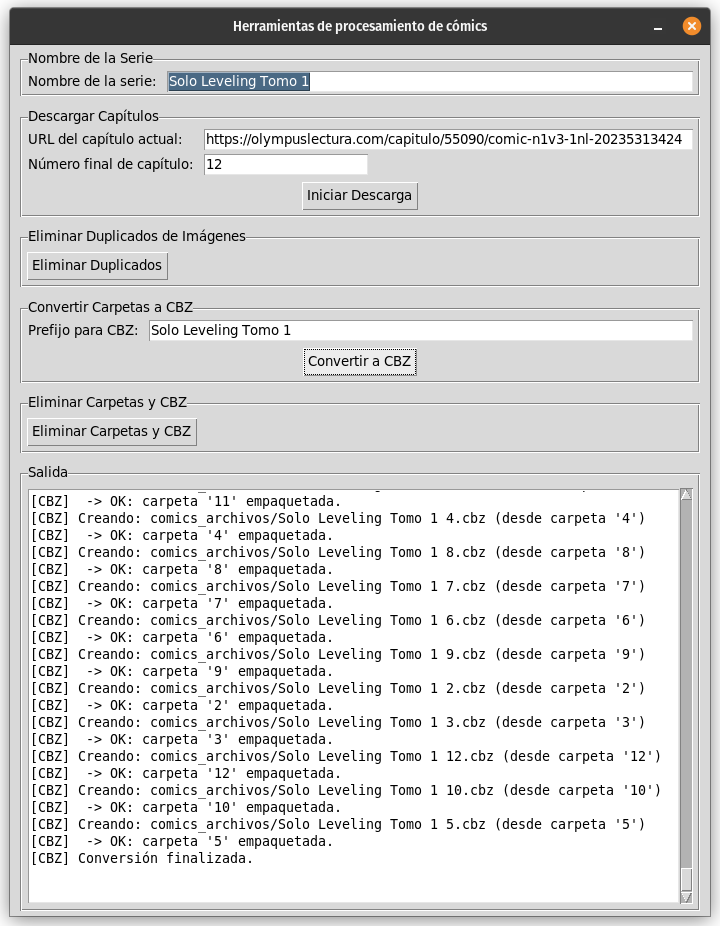 Herramientas de procesamiento de cómics
Nombre de la Serie
Nombre de la serie: Solo Leveling Tomo 1
Descargar Capítulos
URL del capítulo actual: https://olympuslectura.com/capitulo/55090/comic-n1v3-1nl-20235313424
Número final de capítulo: 12
Iniciar Descarga
Eliminar Duplicados de Imágenes
Eliminar Duplicados
Convertir Carpetas a CBZ
Prefijo para CBZ: Solo Leveling Tomo 1
Convertir a CBZ
Eliminar Carpetas y CBZ
Eliminar Carpetas y CBZ
Salida
[CBZ]  -> OK: carpeta '11' empaquetada.
[CBZ] Creando: comics_archivos/Solo Leveling Tomo 1 4.cbz (desde carpeta '4')
[CBZ]  -> OK: carpeta '4' empaquetada.
[CBZ] Creando: comics_archivos/Solo Leveling Tomo 1 8.cbz (desde carpeta '8')
[CBZ]  -> OK: carpeta '8' empaquetada.
[CBZ] Creando: comics_archivos/Solo Leveling Tomo 1 7.cbz (desde carpeta '7')
[CBZ]  -> OK: carpeta '7' empaquetada.
[CBZ] Creando: comics_archivos/Solo Leveling Tomo 1 6.cbz (desde carpeta '6')
[CBZ]  -> OK: carpeta '6' empaquetada.
[CBZ] Creando: comics_archivos/Solo Leveling Tomo 1 9.cbz (desde carpeta '9')
[CBZ]  -> OK: carpeta '9' empaquetada.
[CBZ] Creando: comics_archivos/Solo Leveling Tomo 1 2.cbz (desde carpeta '2')
[CBZ]  -> OK: carpeta '2' empaquetada.
[CBZ] Creando: comics_archivos/Solo Leveling Tomo 1 3.cbz (desde carpeta '3')
[CBZ]  -> OK: carpeta '3' empaquetada.
[CBZ] Creando: comics_archivos/Solo Leveling Tomo 1 12.cbz (desde carpeta '12')
[CBZ]  -> OK: carpeta '12' empaquetada.
[CBZ] Creando: comics_archivos/Solo Leveling Tomo 1 10.cbz (desde carpeta '10')
[CBZ]  -> OK: carpeta '10' empaquetada.
[CBZ] Creando: comics_archivos/Solo Leveling Tomo 1 5.cbz (desde carpeta '5')
[CBZ]  -> OK: carpeta '5' empaquetada.
[CBZ] Conversión finalizada.